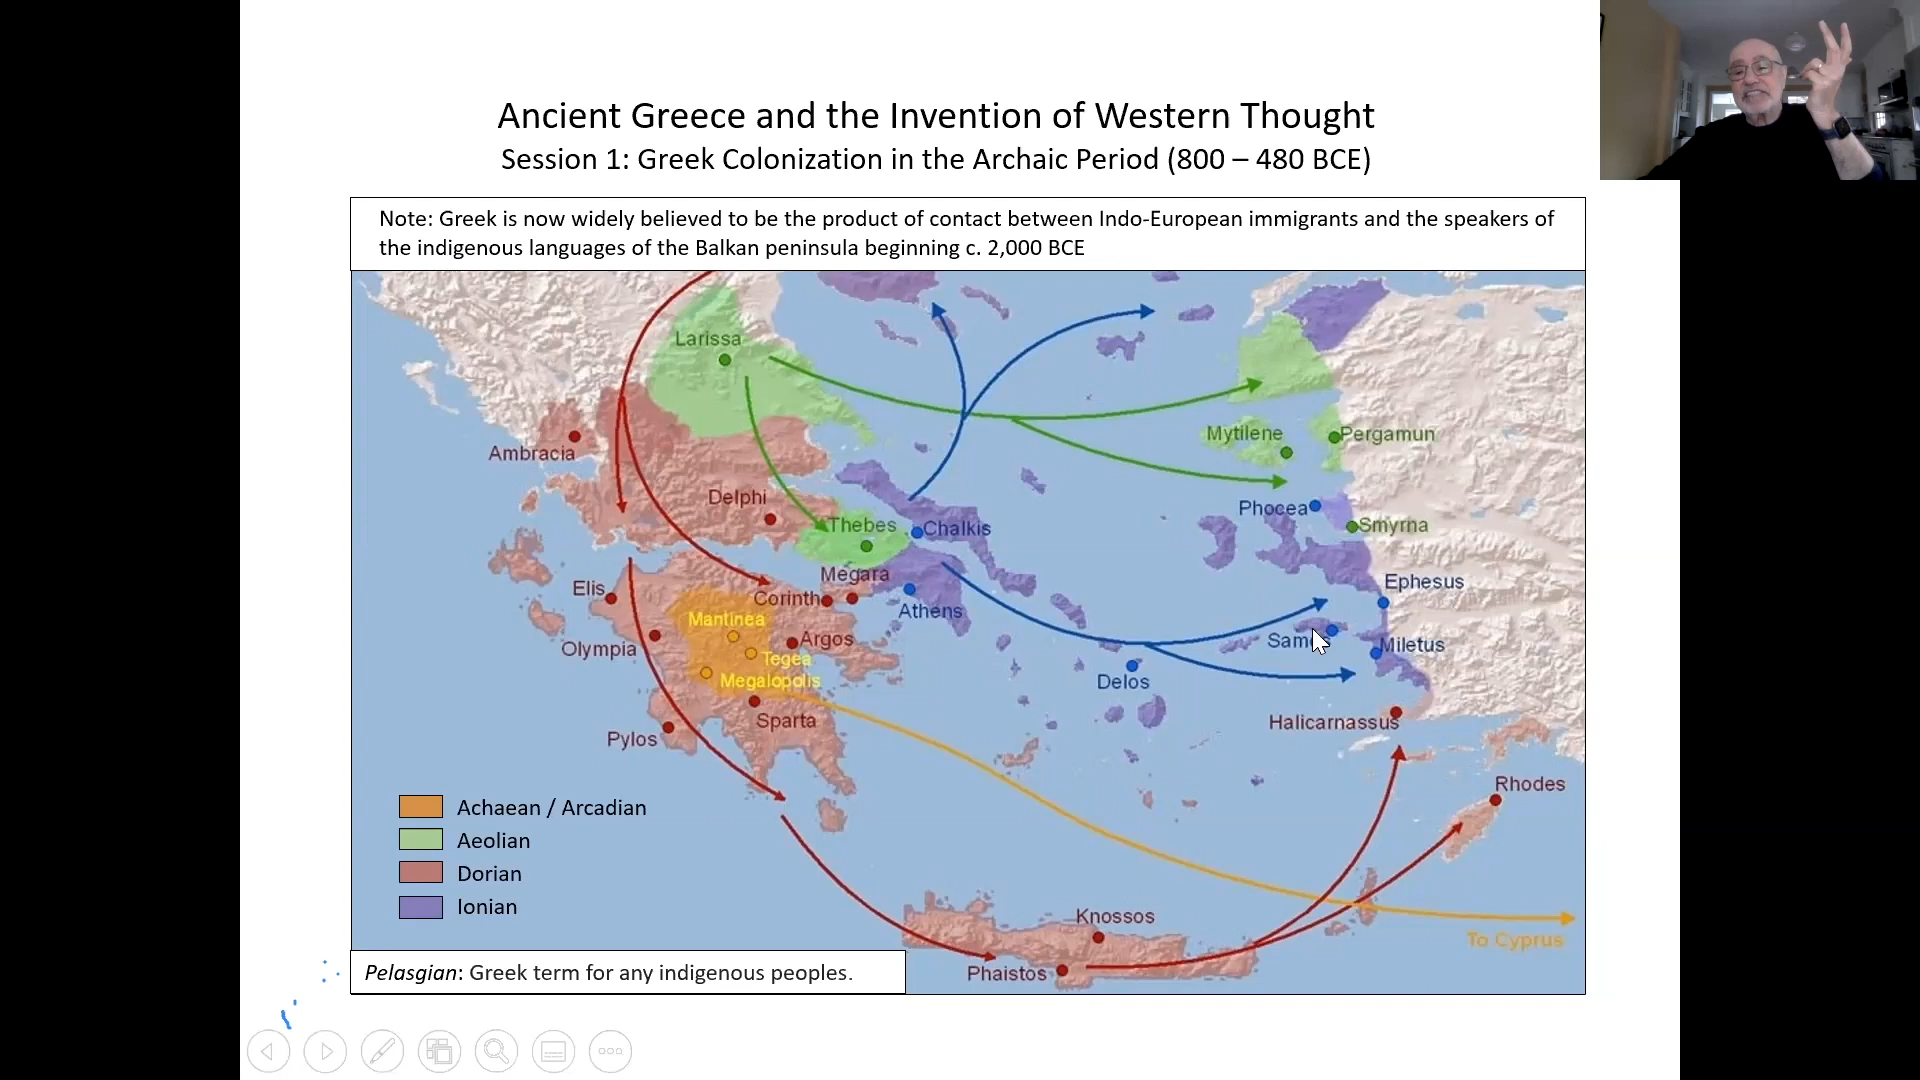 Ancient Greece and the Invention of Western Thought
Session 1: Greek Colonization in the Archaic Period (800 – 480 BCE)
Note: Greek is now widely believed to be the product of contact between Indo-European immigrants and the speakers of
the indigenous languages of the Balkan peninsula beginning c. 2,000 BCE
Larissa
Ambracia
Mytilene
Pergamun
Delphi
Thebes
Chalkis
Phocea
Smyrna
Megara
Elis
Corinth
Athens
Ephesus
Mantinea
Olympia
Argos
Samos
Miletus
Tegea
Megalopolis
Delos
Sparta
Pylos
Halicarnassus
Rhodes
Achaean / Arcadian
Aeolian
Dorian
Ionian
Knossos
To Cyprus
Pelasgian: Greek term for any indigenous peoples.
Phaistos